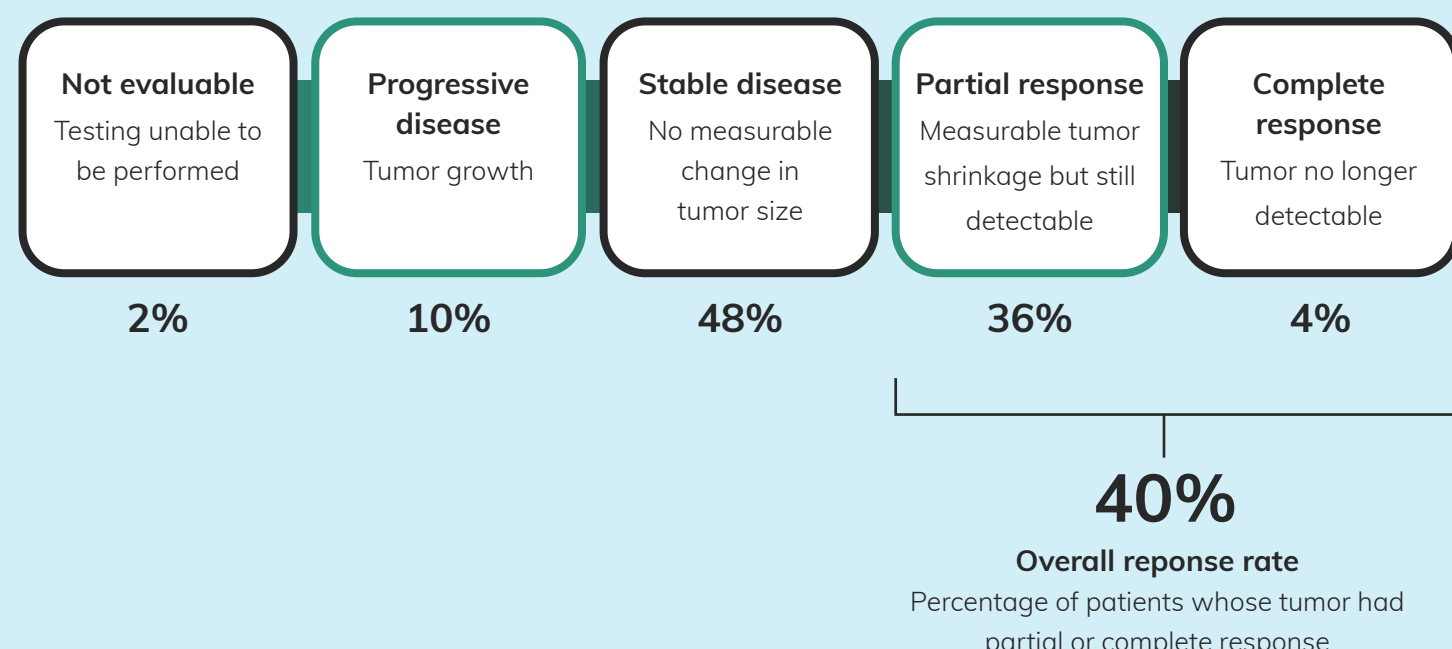 Not evaluable
Testing unable to
be performed
2%
Progressive
disease
Tumor growth
10%
Stable disease
No measurable
change in
tumor size
48%
Partial response
Measurable tumor
shrinkage but still
detectable
36%
Complete
response
Tumor no longer
detectable
4%
40%
Overall reponse rate
Percentage of patients whose tumor had
partial or complete response